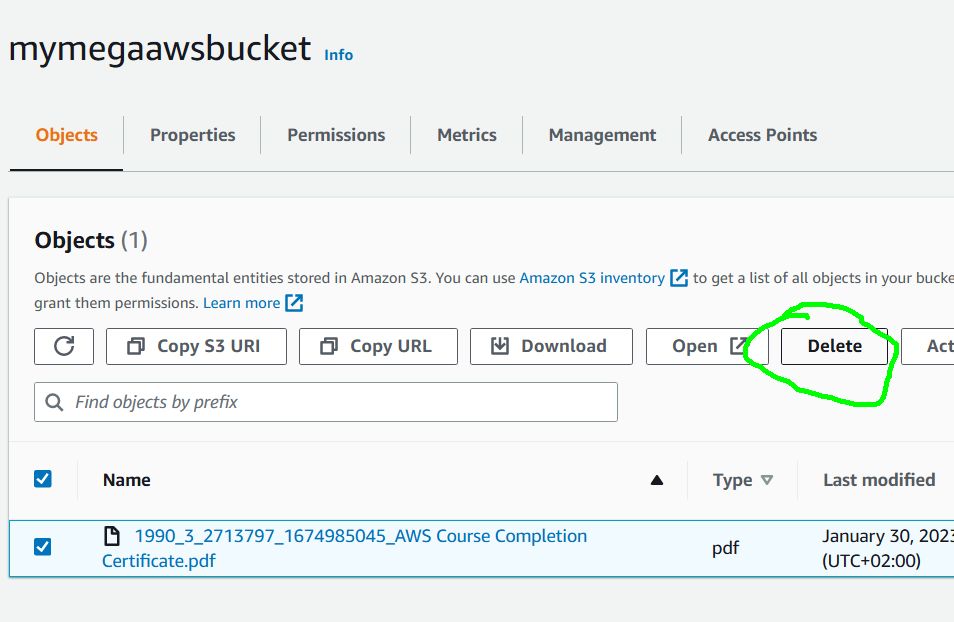 mymegaawsbucket Info
Objects Properties Permissions Metrics Management Access Points
Objects (1)
Objects are the fundamental entities stored in Amazon S3. You can use Amazon S3 inventory to get a list of all objects in your bucke
grant them permissions. Learn more
Copy S3 URI Copy URL Download Open Delete Act
Find objects by prefix
Name Type Last modified
1990_3_2713797_1674985045_AWS Course Completion
Certificate.pdf
pdf
January 30, 2023
(UTC+02:00)